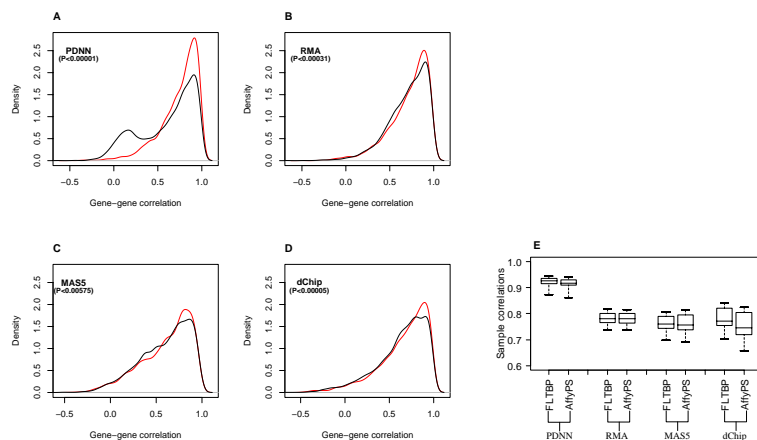 A
PDNN
(P<0.00001)
Density
0.0 0.5 1.0 1.5 2.0 2.5
−0.5 0.0 0.5 1.0
Gene−gene correlation
B
RMA
(P<0.00031)
Density
0.0 0.5 1.0 1.5 2.0 2.5
−0.5 0.0 0.5 1.0
Gene−gene correlation
C
MAS5
(P<0.00575)
Density
0.0 0.5 1.0 1.5 2.0 2.5
−0.5 0.0 0.5 1.0
Gene−gene correlation
D
dChip
(P<0.00005)
Density
0.0 0.5 1.0 1.5 2.0 2.5
−0.5 0.0 0.5 1.0
Gene−gene correlation
E
Sample correlations
0.6 0.7 0.8 0.9 1.0
FLTBP AffyPS FLTBP AffyPS FLTBP AffyPS FLTBP AffyPS
PDNN RMA MAS5 dChip